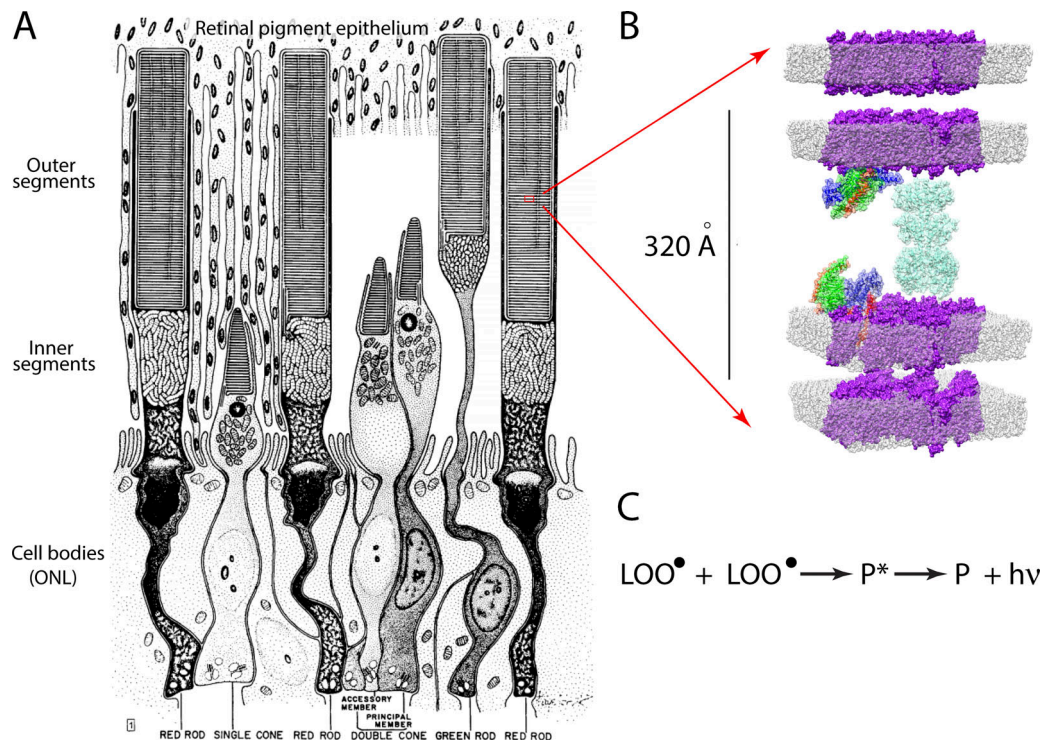 A
Retinal pigment epithelium
Outer
segments
Inner
segments
Cell bodies
(ONL)
ACCESSORY
MEMBER
PRINCIPAL
MEMBER
1
RED ROD SINGLE CONE RED ROD DOUBLE CONE GREEN ROD RED ROD
B
320 Å
C
LOO● + LOO● ⟶ P* ⟶ P + hν